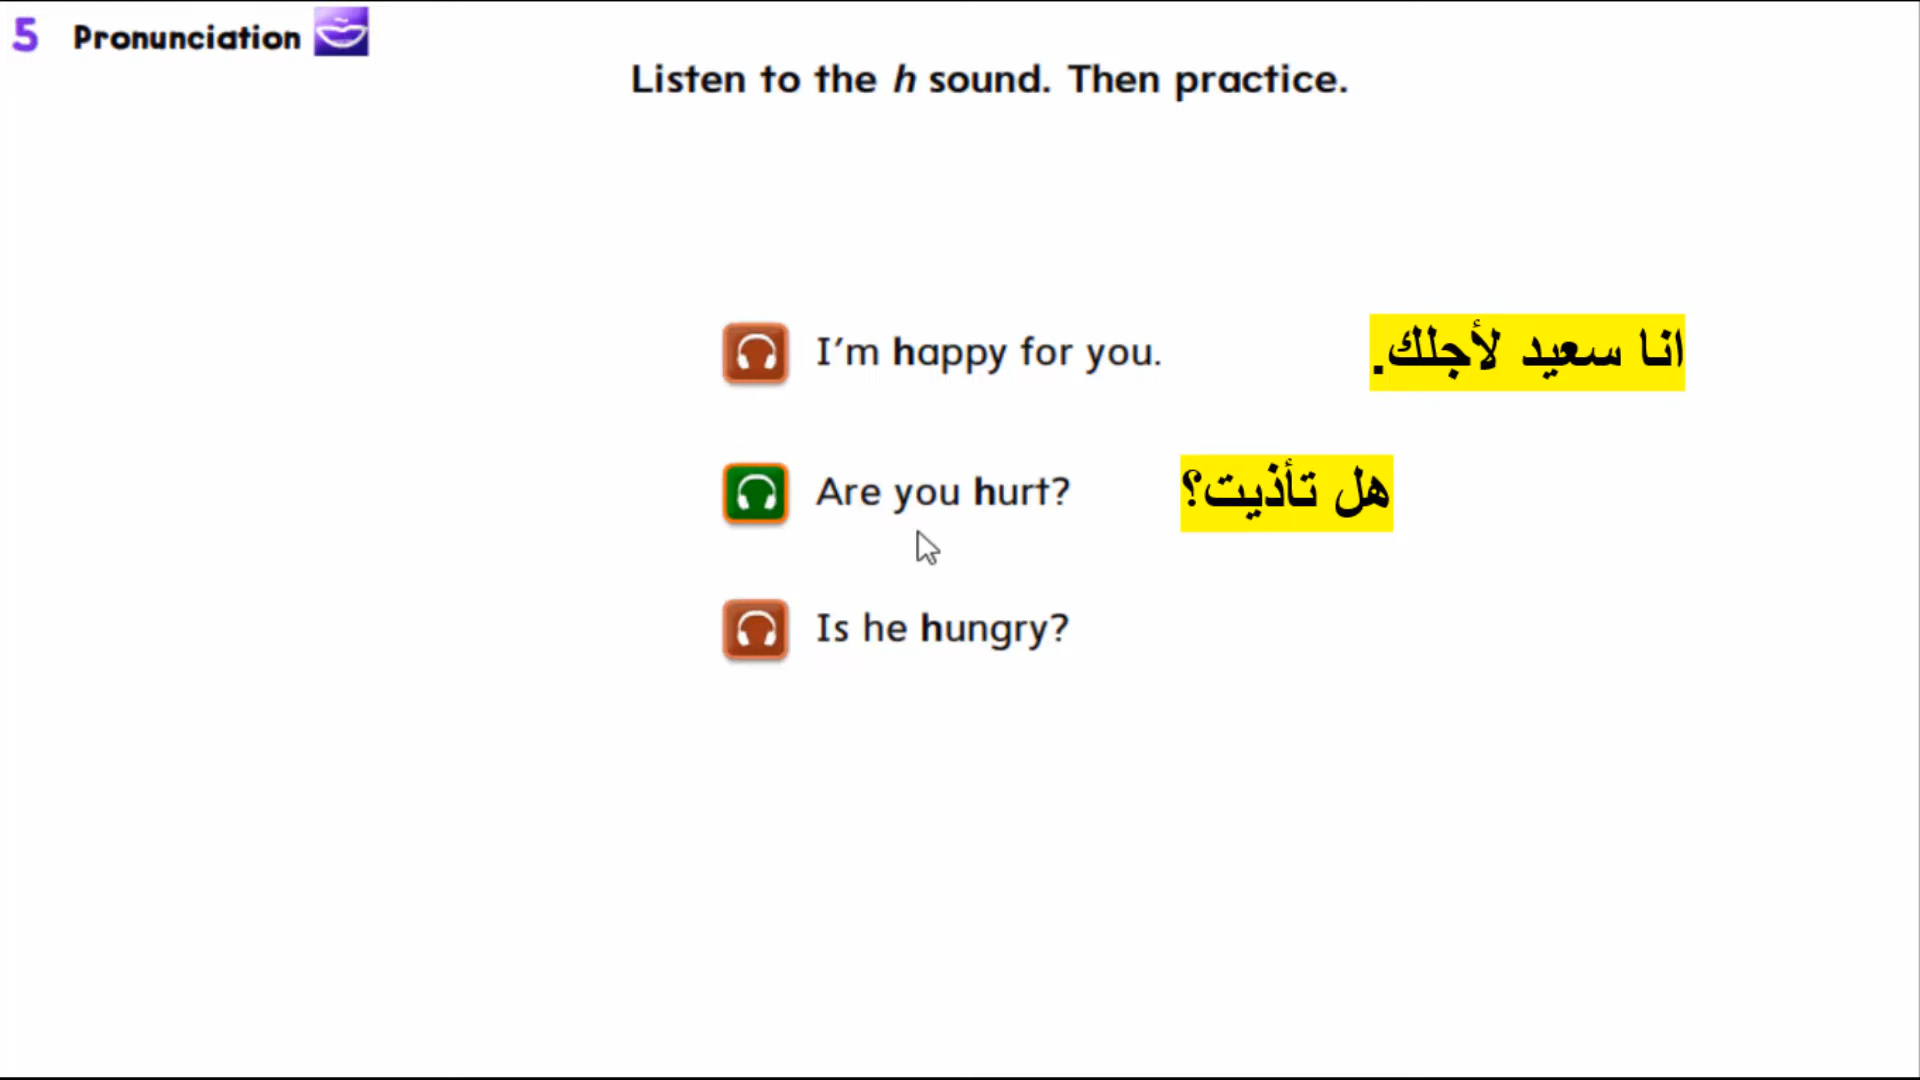 5 Pronunciation
Listen to the h sound. Then practice.
I'm happy for you.
انا سعيد لأجلك.
Are you hurt?
هل تأذيت؟
Is he hungry?